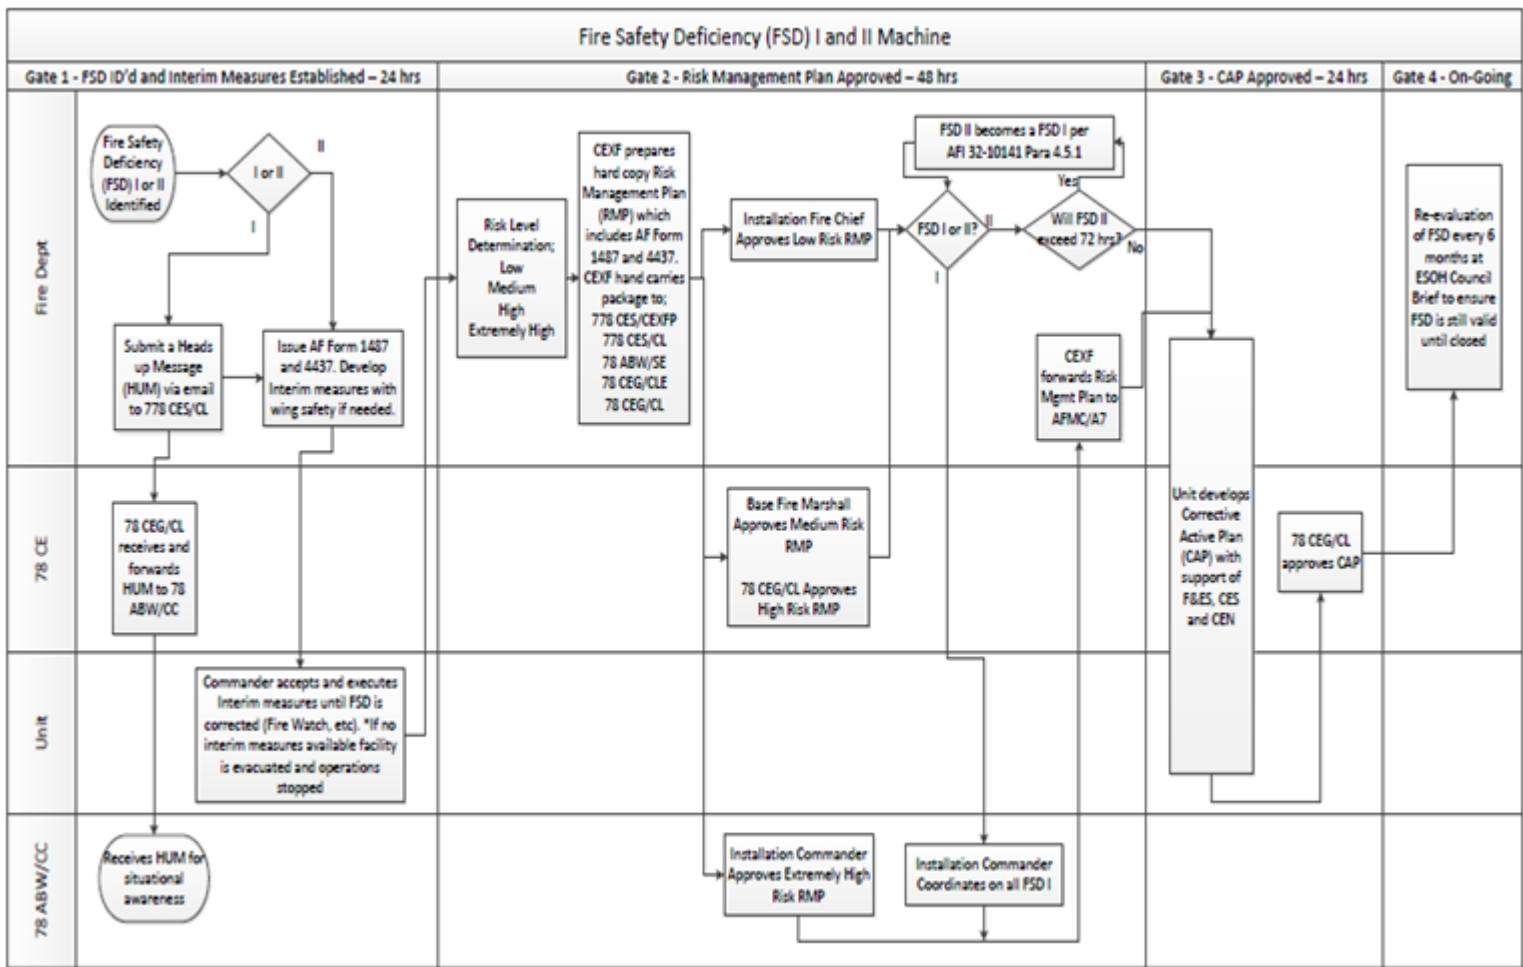 Fire Safety Deficiency (FSD) I and II Machine
Gate 1 - FSD ID'd and Interim Measures Established – 24 hrs
Gate 2 - Risk Management Plan Approved – 48 hrs
Gate 3 - CAP Approved – 24 hrs
Gate 4 - On-Going
Fire Dept
Fire Safety
Deficiency
(FSD) I or II
Identified
I or II
II
I
Submit a Heads
up Message
(HUM) via email
to 778 CES/CL
Issue AF Form 1487
and 4437. Develop
Interim measures with
wing safety if needed.
Risk Level
Determination;
Low
Medium
High
Extremely High
CEXF prepares
hard copy Risk
Management Plan
(RMP) which
includes AF Form
1487 and 4437.
CEXF hand carries
package to;
778 CES/CEXFP
778 CES/CL
78 ABW/SE
78 CEG/CLE
78 CEG/CL
Installation Fire Chief
Approves Low Risk RMP
FSD II becomes a FSD I per
AFI 32-10141 Para 4.5.1
FSD I or II?
II
I
Yes
Will FSD II
exceed 72 hrs?
No
CEXF
forwards Risk
Mgmt Plan to
AFMC/A7
Re-evaluation
of FSD every 6
months at
ESOH Council
Brief to ensure
FSD is still valid
until closed
78 CE
78 CEG/CL
receives and
forwards
HUM to 78
ABW/CC
Base Fire Marshall
Approves Medium Risk
RMP
78 CEG/CL Approves
High Risk RMP
Unit develops
Corrective
Active Plan
(CAP) with
support of
F&ES, CES
and CEN
78 CEG/CL
approves CAP
Unit
Commander accepts and executes
Interim measures until FSD is
corrected (Fire Watch, etc). *If no
interim measures available facility
is evacuated and operations
stopped
78 ABW/CC
Receives HUM for
situational
awareness
Installation Commander
Approves Extremely High
Risk RMP
Installation Commander
Coordinates on all FSD I